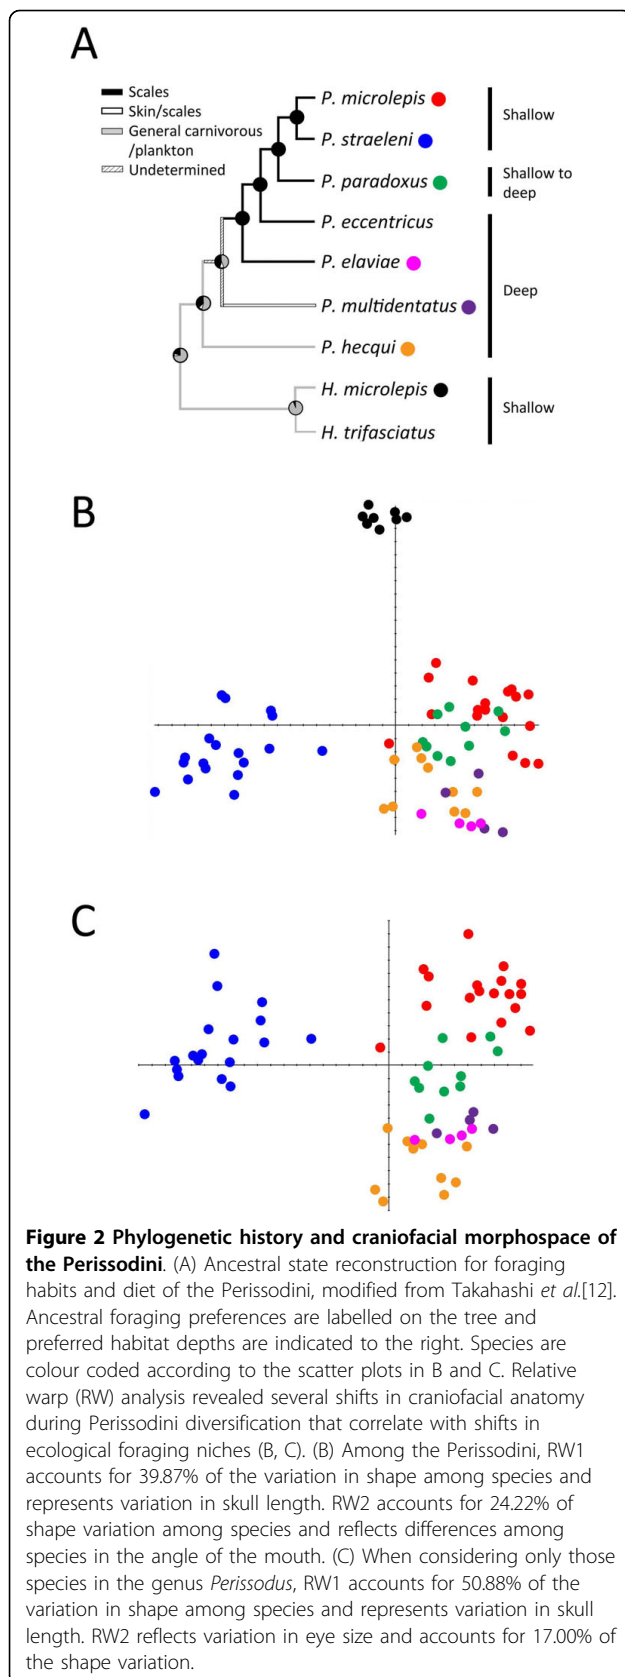 A
Scales
Skin/scales
General carnivorous
/plankton
Undetermined
P. microlepis
P. straeleni
P. paradoxus
P. eccentricus
P. elaviae
P. multidentatus
P. hecqui
H. microlepis
H. trifasciatus
Shallow
Shallow to
deep
Deep
Shallow
B
C
Figure 2 Phylogenetic history and craniofacial morphospace of
the Perissodini. (A) Ancestral state reconstruction for foraging
habits and diet of the Perissodini, modified from Takahashi et al.[12].
Ancestral foraging preferences are labelled on the tree and
preferred habitat depths are indicated to the right. Species are
colour coded according to the scatter plots in B and C. Relative
warp (RW) analysis revealed several shifts in craniofacial anatomy
during Perissodini diversification that correlate with shifts in
ecological foraging niches (B, C). (B) Among the Perissodini, RW1
accounts for 39.87% of the variation in shape among species and
represents variation in skull length. RW2 accounts for 24.22% of
shape variation among species and reflects differences among
species in the angle of the mouth. (C) When considering only those
species in the genus Perissodus, RW1 accounts for 50.88% of the
variation in shape among species and represents variation in skull
length. RW2 reflects variation in eye size and accounts for 17.00% of
the shape variation.